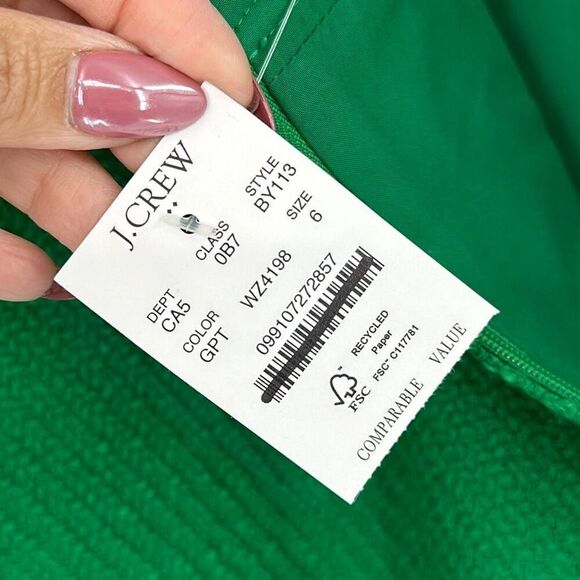 J.CREW
DEPT CLASS STYLE
CA5 0B7 BY113
COLOR SIZE
GPT WZ4198 6
099107272857
RECYCLED
Paper
FSC FSC™ C117781
COMPARABLE VALUE